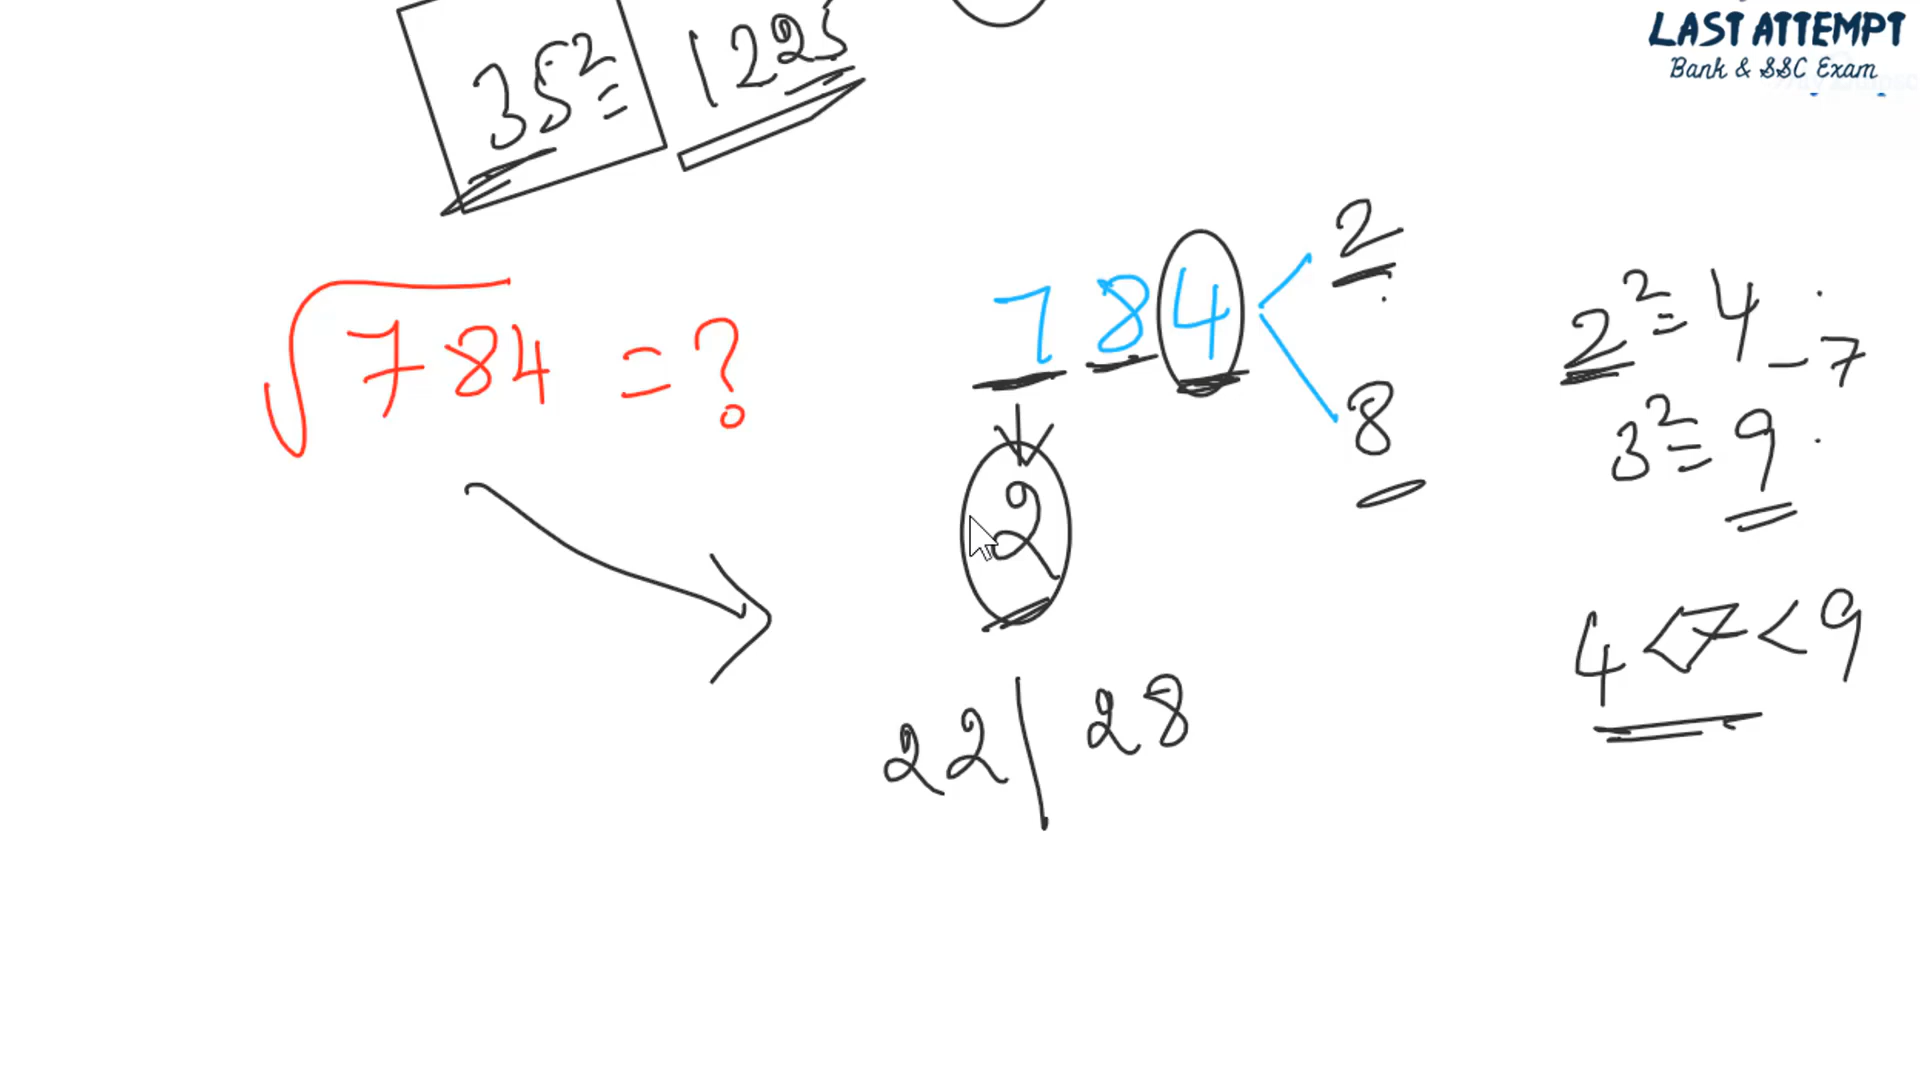 LAST ATTEMPT
Bank & SSC Exam
35² =
1225
√784 = ?
784
2
8
2
22 | 28
2² = 4
- 7
3² = 9
4 < 7 < 9